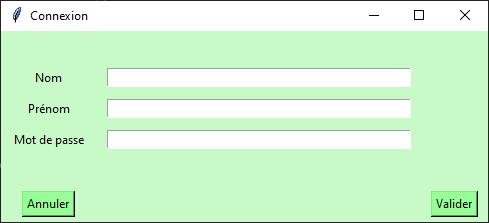 Connexion
Nom
Prénom
Mot de passe
Annuler Valider